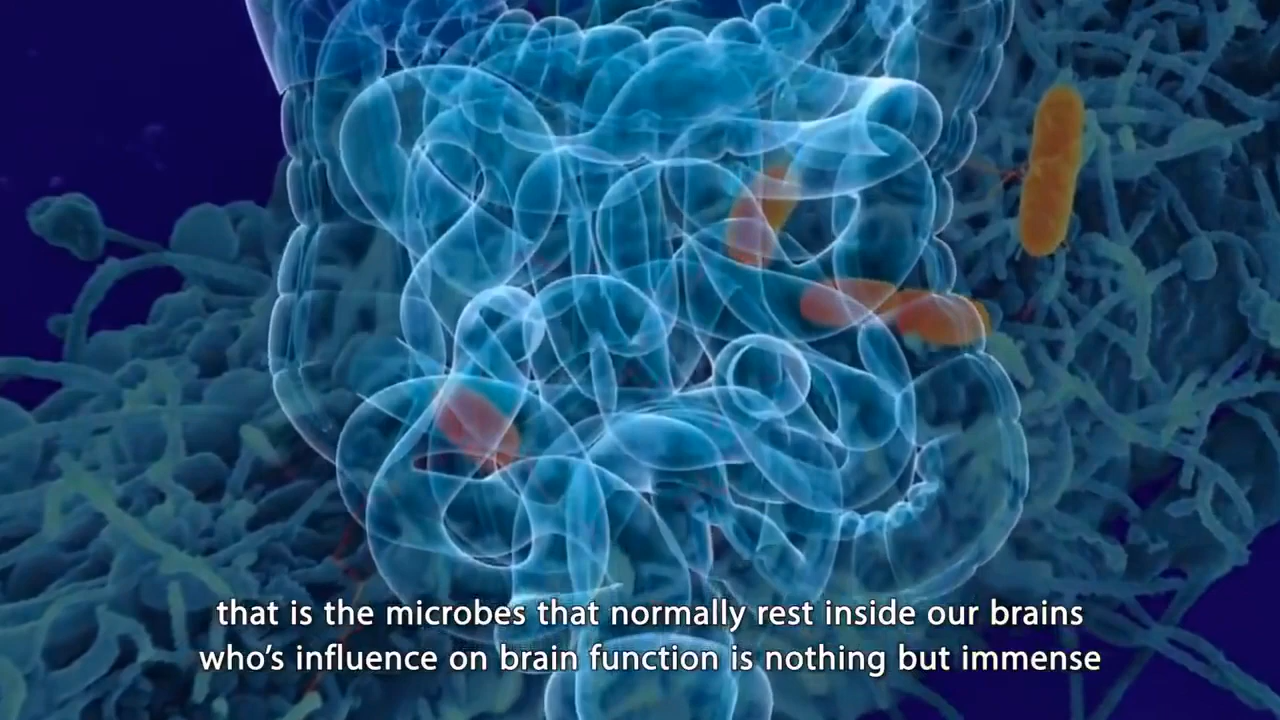 that is the microbes that normally rest inside our brains
who's influence on brain function is nothing but immense